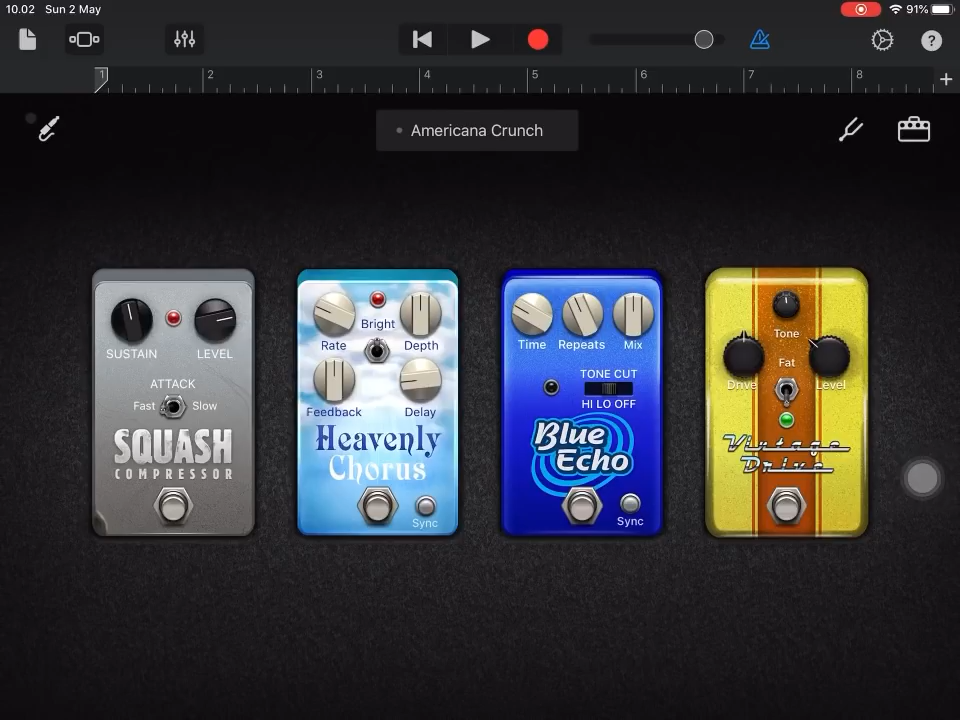 10.02 Sun 2 May
91%
1 2 3 4 5 6 7 8
Americana Crunch
SUSTAIN LEVEL
ATTACK
Fast Slow
SQUASH
COMPRESSOR
Bright
Rate Depth
Feedback Delay
Heavenly
Chorus
Sync
Time Repeats Mix
TONE CUT
HI LO OFF
Blue
Echo
Sync
Tone
Fat
Drive Level
Vintage
Drive